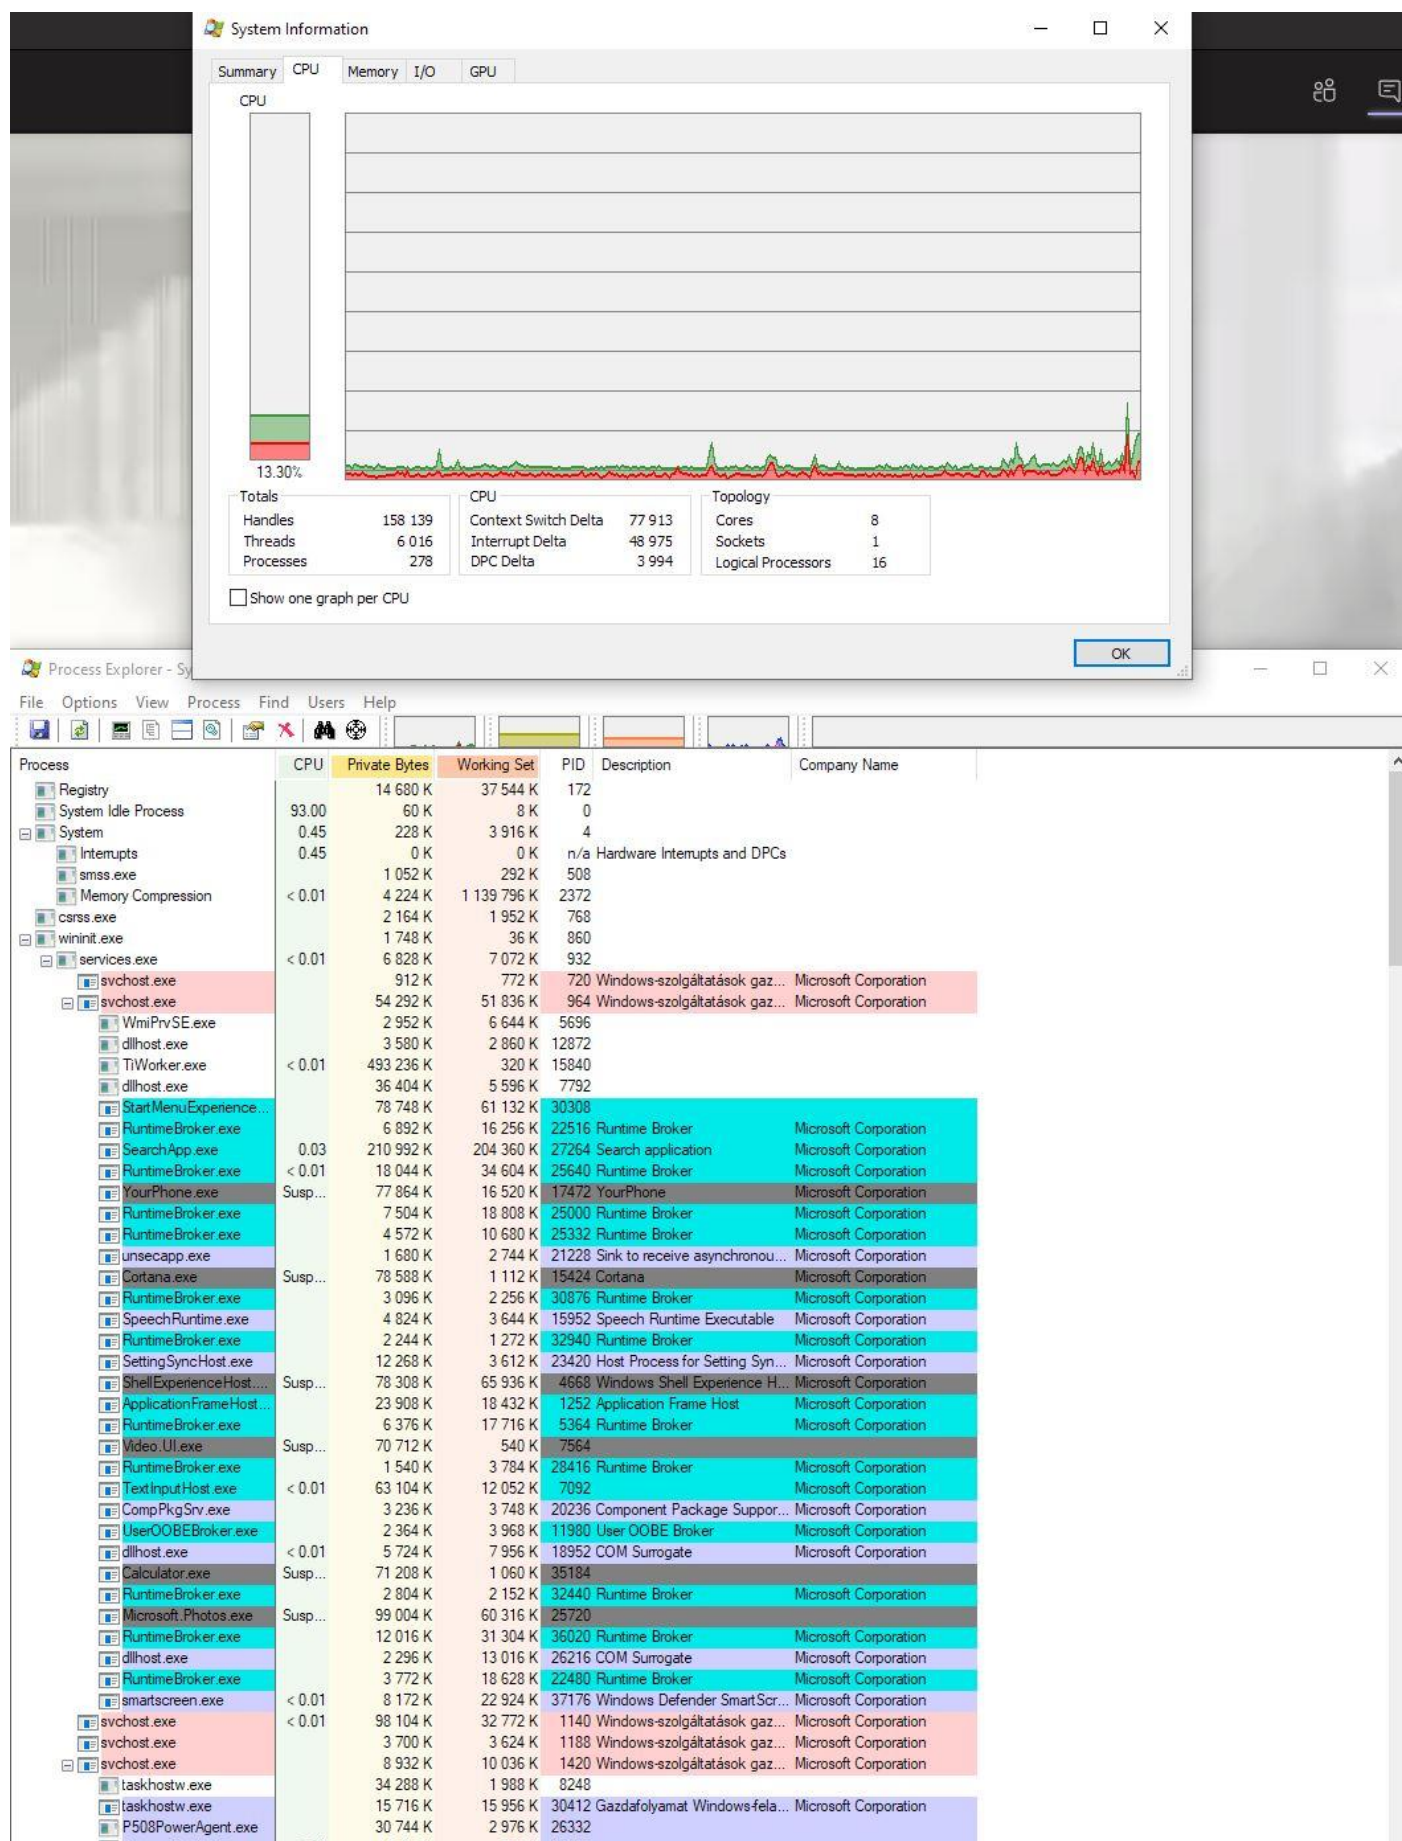 System Information
Summary CPU Memory I/O GPU
CPU
13.30%
Totals CPU Topology
Handles 158 139 Context Switch Delta 77 913 Cores 8
Threads 6 016 Interrupt Delta 48 975 Sockets 1
Processes 278 DPC Delta 3 994 Logical Processors 16
Show one graph per CPU
OK
Process Explorer - Sy
File Options View Process Find Users Help
Process CPU Private Bytes Working Set PID Description Company Name
Registry 14 680 K 37 544 K 172
System Idle Process 93.00 60 K 8 K 0
System 0.45 228 K 3 916 K 4
Interrupts 0.45 0 K 0 K n/a Hardware Interrupts and DPCs
smss.exe 1 052 K 292 K 508
Memory Compression < 0.01 4 224 K 1 139 796 K 2372
csrss.exe 2 164 K 1 952 K 768
wininit.exe 1 748 K 36 K 860
services.exe < 0.01 6 828 K 7 072 K 932
svchost.exe 912 K 772 K 720 Windows-szolgáltatások gaz... Microsoft Corporation
svchost.exe 54 292 K 51 836 K 964 Windows-szolgáltatások gaz... Microsoft Corporation
WmiPrvSE.exe 2 952 K 6 644 K 5696
dllhost.exe 3 580 K 2 860 K 12872
TiWorker.exe < 0.01 493 236 K 320 K 15840
dllhost.exe 36 404 K 5 596 K 7792
StartMenuExperience... 78 748 K 61 132 K 30308
RuntimeBroker.exe 6 892 K 16 256 K 22516 Runtime Broker Microsoft Corporation
SearchApp.exe 0.03 210 992 K 204 360 K 27264 Search application Microsoft Corporation
RuntimeBroker.exe < 0.01 18 044 K 34 604 K 25640 Runtime Broker Microsoft Corporation
YourPhone.exe Susp... 77 864 K 16 520 K 17472 YourPhone Microsoft Corporation
RuntimeBroker.exe 7 504 K 18 808 K 25000 Runtime Broker Microsoft Corporation
RuntimeBroker.exe 4 572 K 10 680 K 25332 Runtime Broker Microsoft Corporation
unsecapp.exe 1 680 K 2 744 K 21228 Sink to receive asynchronou... Microsoft Corporation
Cortana.exe Susp... 78 588 K 1 112 K 15424 Cortana Microsoft Corporation
RuntimeBroker.exe 3 096 K 2 256 K 30876 Runtime Broker Microsoft Corporation
SpeechRuntime.exe 4 824 K 3 644 K 15952 Speech Runtime Executable Microsoft Corporation
RuntimeBroker.exe 2 244 K 1 272 K 32940 Runtime Broker Microsoft Corporation
SettingSyncHost.exe 12 268 K 3 612 K 23420 Host Process for Setting Syn... Microsoft Corporation
ShellExperienceHost.... Susp... 78 308 K 65 936 K 4668 Windows Shell Experience H... Microsoft Corporation
ApplicationFrameHost... 23 908 K 18 432 K 1252 Application Frame Host Microsoft Corporation
RuntimeBroker.exe 6 376 K 17 716 K 5364 Runtime Broker Microsoft Corporation
Video.UI.exe Susp... 70 712 K 540 K 7564
RuntimeBroker.exe 1 540 K 3 784 K 28416 Runtime Broker Microsoft Corporation
TextInputHost.exe < 0.01 63 104 K 12 052 K 7092 Microsoft Corporation
CompPkgSrv.exe 3 236 K 3 748 K 20236 Component Package Suppor... Microsoft Corporation
UserOOBEBroker.exe 2 364 K 3 968 K 11980 User OOBE Broker Microsoft Corporation
dllhost.exe < 0.01 5 724 K 7 956 K 18952 COM Surrogate Microsoft Corporation
Calculator.exe Susp... 71 208 K 1 060 K 35184
RuntimeBroker.exe 2 804 K 2 152 K 32440 Runtime Broker Microsoft Corporation
Microsoft.Photos.exe Susp... 99 004 K 60 316 K 25720
RuntimeBroker.exe 12 016 K 31 304 K 36020 Runtime Broker Microsoft Corporation
dllhost.exe 2 296 K 13 016 K 26216 COM Surrogate Microsoft Corporation
RuntimeBroker.exe 3 772 K 18 628 K 22480 Runtime Broker Microsoft Corporation
smartscreen.exe < 0.01 8 172 K 22 924 K 37176 Windows Defender SmartScr... Microsoft Corporation
svchost.exe < 0.01 98 104 K 32 772 K 1140 Windows-szolgáltatások gaz... Microsoft Corporation
svchost.exe 3 700 K 3 624 K 1188 Windows-szolgáltatások gaz... Microsoft Corporation
svchost.exe 8 932 K 10 036 K 1420 Windows-szolgáltatások gaz... Microsoft Corporation
taskhostw.exe 34 288 K 1 988 K 8248
taskhostw.exe 15 716 K 15 956 K 30412 Gazdafolyamat Windows-fela... Microsoft Corporation
P508PowerAgent.exe 30 744 K 2 976 K 26332